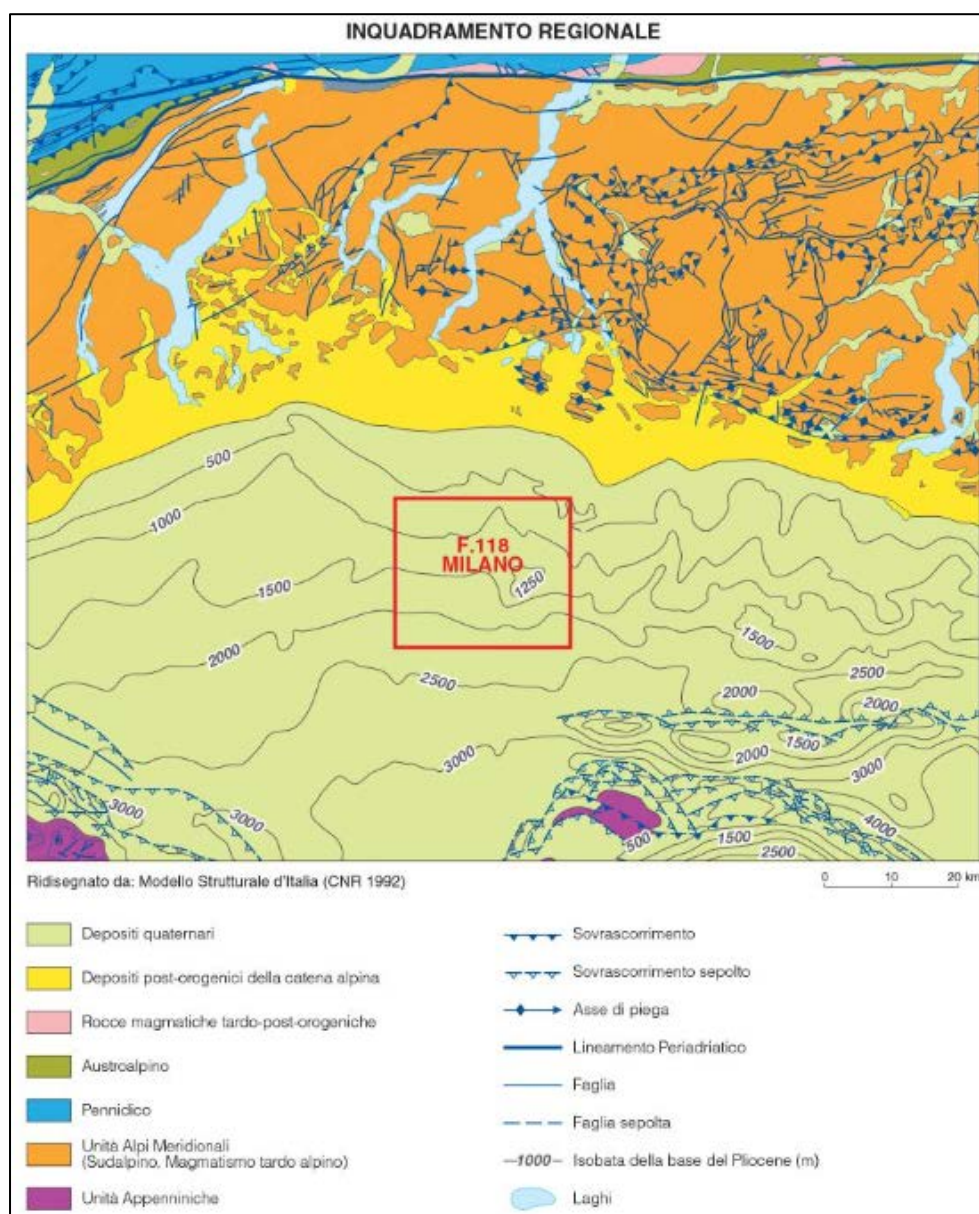 INQUADRAMENTO REGIONALE
500
1000
F.118
MILANO
1250
1500
1500
2000
2500
2500
2000
2000
1500
3000
2000
3000
3000
3000
4000
500
1500
2500
Ridisegnato da: Modello Strutturale d'Italia (CNR 1992)
0 10 20 km
Depositi quaternari
Depositi post-orogenici della catena alpina
Rocce magmatiche tardo-post-orogeniche
Austroalpino
Pennidico
Unità Alpi Meridionali
(Sudalpino, Magmatismo tardo alpino)
Unità Appenniniche
Sovrascorrimento
Sovrascorrimento sepolto
Asse di piega
Lineamento Periadriatico
Faglia
Faglia sepolta
1000 Isobata della base del Pliocene (m)
Laghi